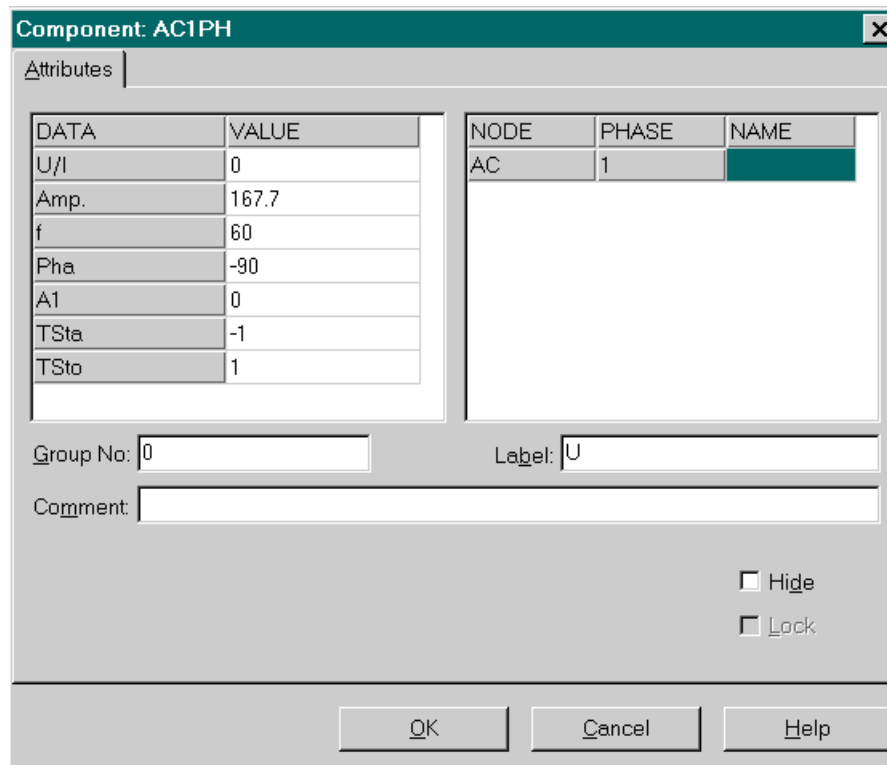 Component: AC1PH
Attributes
DATA VALUE
U/I 0
Amp. 167.7
f 60
Pha -90
A1 0
TSta -1
TSto 1
NODE PHASE NAME
AC 1
Group No: 0
Label: U
Comment:
Hide
Lock
OK Cancel Help